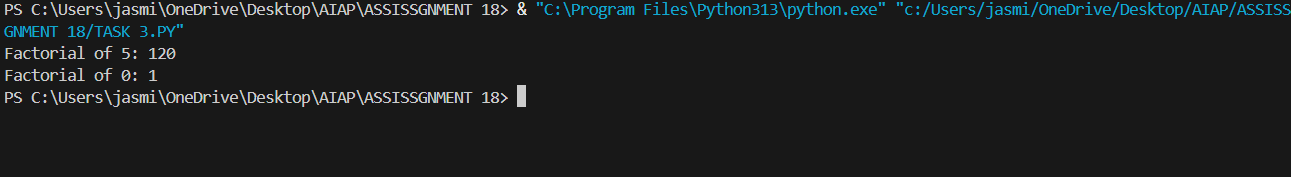 PS C:\Users\jasmi\OneDrive\Desktop\AIAP\ASSISSGNMENT 18> & "C:\Program Files\Python313\python.exe" "c:/Users/jasmi/OneDrive/Desktop/AIAP/ASSISS
GNMENT 18/TASK 3.PY"
Factorial of 5: 120
Factorial of 0: 1
PS C:\Users\jasmi\OneDrive\Desktop\AIAP\ASSISSGNMENT 18>